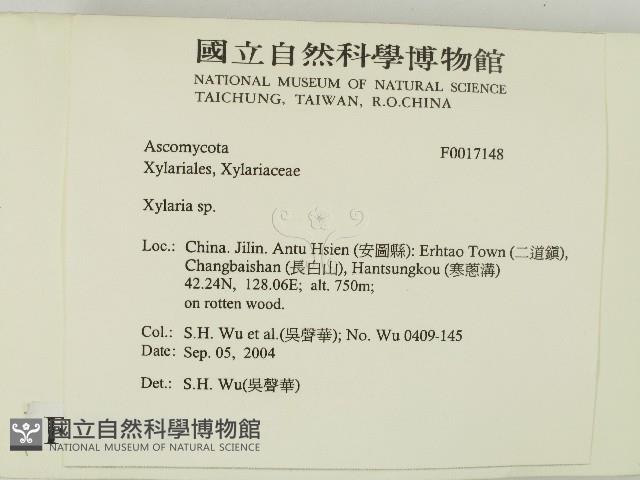 國立自然科學博物館
NATIONAL MUSEUM OF NATURAL SCIENCE
TAICHUNG, TAIWAN, R.O.CHINA
Ascomycota F0017148
Xylariales, Xylariaceae
Xylaria sp.
Loc.: China. Jilin. Antu Hsien (安圖縣): Erhtao Town (二道鎮),
Changbaishan (長白山), Hantsungkou (寒蔥溝)
42.24N, 128.06E; alt. 750m;
on rotten wood.
Col.: S.H. Wu et al.(吳聲華); No. Wu 0409-145
Date: Sep. 05, 2004
Det.: S.H. Wu(吳聲華)
國立自然科學博物館
NATIONAL MUSEUM OF NATURAL SCIENCE